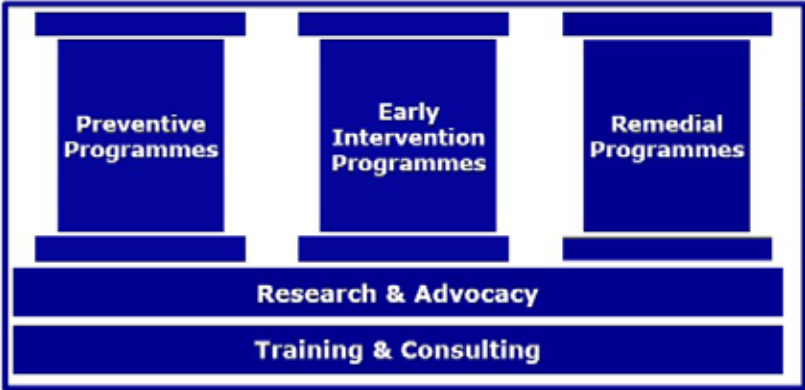 Preventive
Programmes
Early
Intervention
Programmes
Remedial
Programmes
Research & Advocacy
Training & Consulting